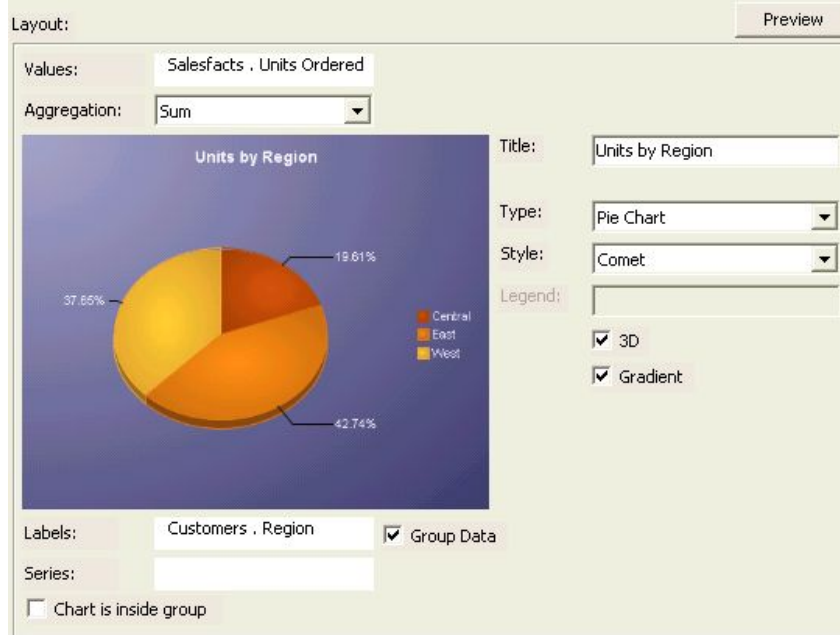 Layout:
Preview
Values:
Salesfacts . Units Ordered
Aggregation:
Sum
Units by Region
19.61%
37.65%
Central
East
West
42.74%
Title:
Units by Region
Type:
Pie Chart
Style:
Comet
Legend:
3D
Gradient
Labels:
Customers . Region
Group Data
Series:
Chart is inside group